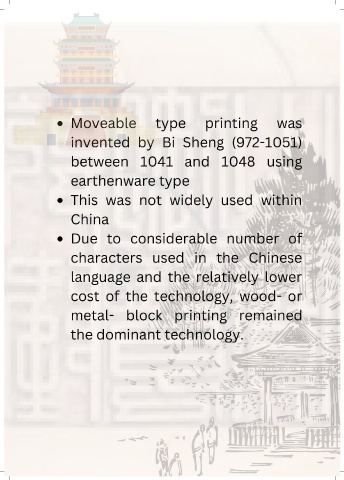 • Moveable type printing was
invented by Bi Sheng (972-1051)
between 1041 and 1048 using
earthenware type
• This was not widely used within
China
• Due to considerable number of
characters used in the Chinese
language and the relatively lower
cost of the technology, wood- or
metal- block printing remained
the dominant technology.